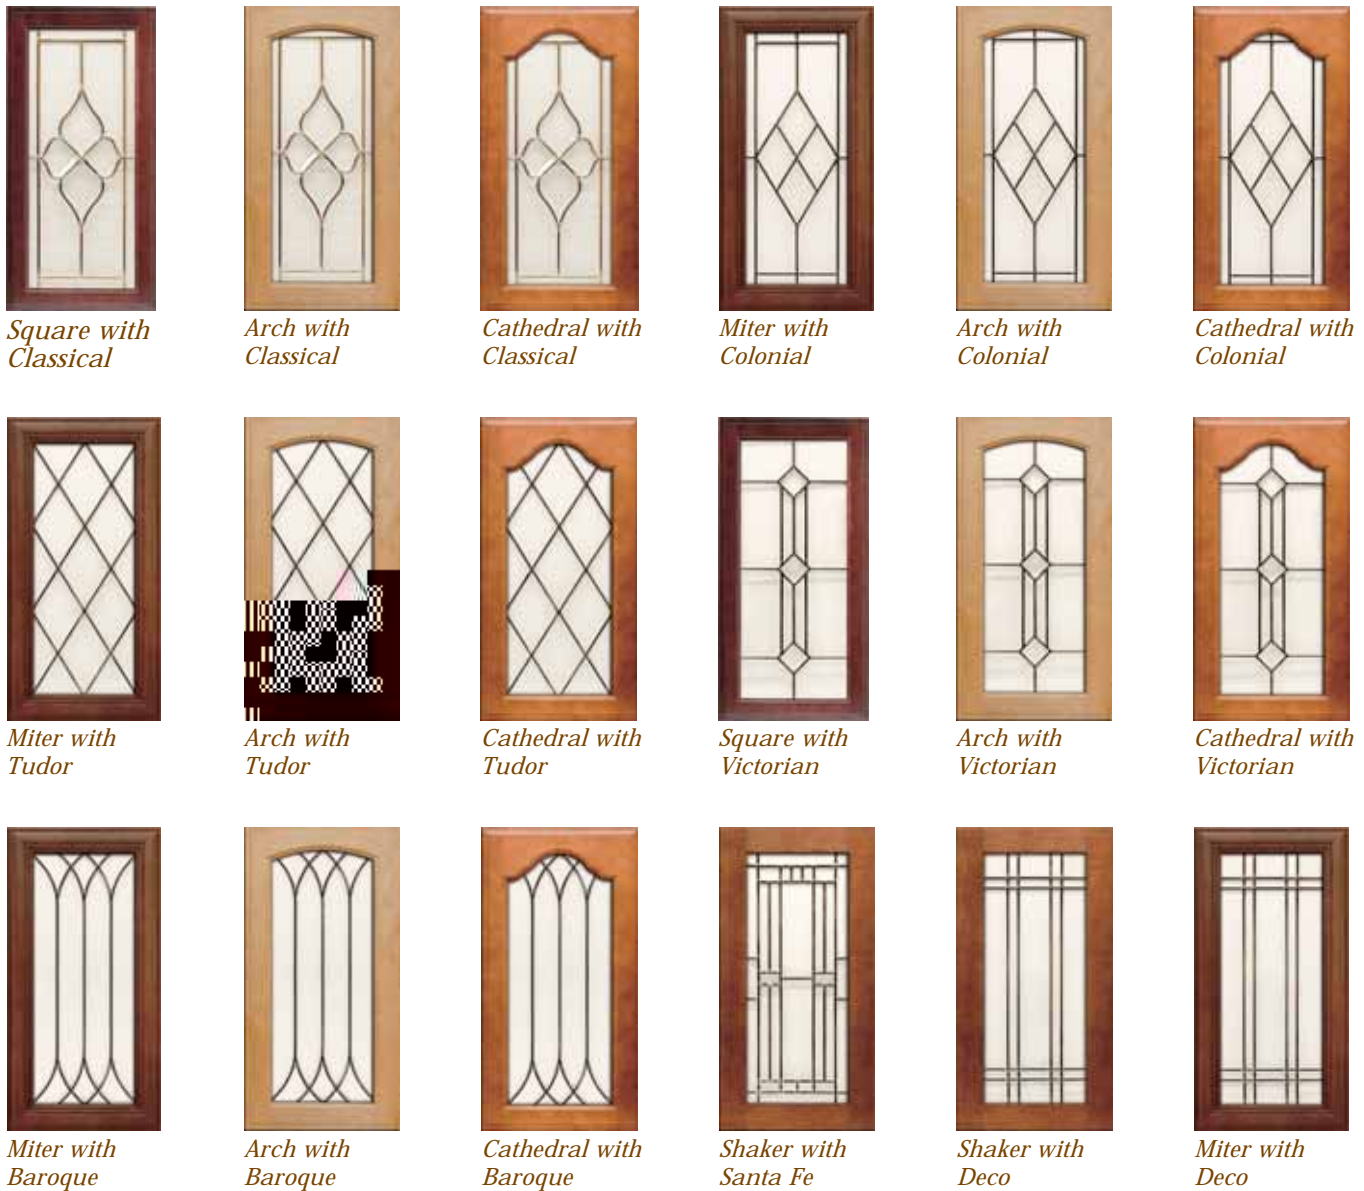 Square with
Classical
Arch with
Classical
Cathedral with
Classical
Miter with
Colonial
Arch with
Colonial
Cathedral with
Colonial
Miter with
Tudor
Arch with
Tudor
Cathedral with
Tudor
Square with
Victorian
Arch with
Victorian
Cathedral with
Victorian
Miter with
Baroque
Arch with
Baroque
Cathedral with
Baroque
Shaker with
Santa Fe
Shaker with
Deco
Miter with
Deco